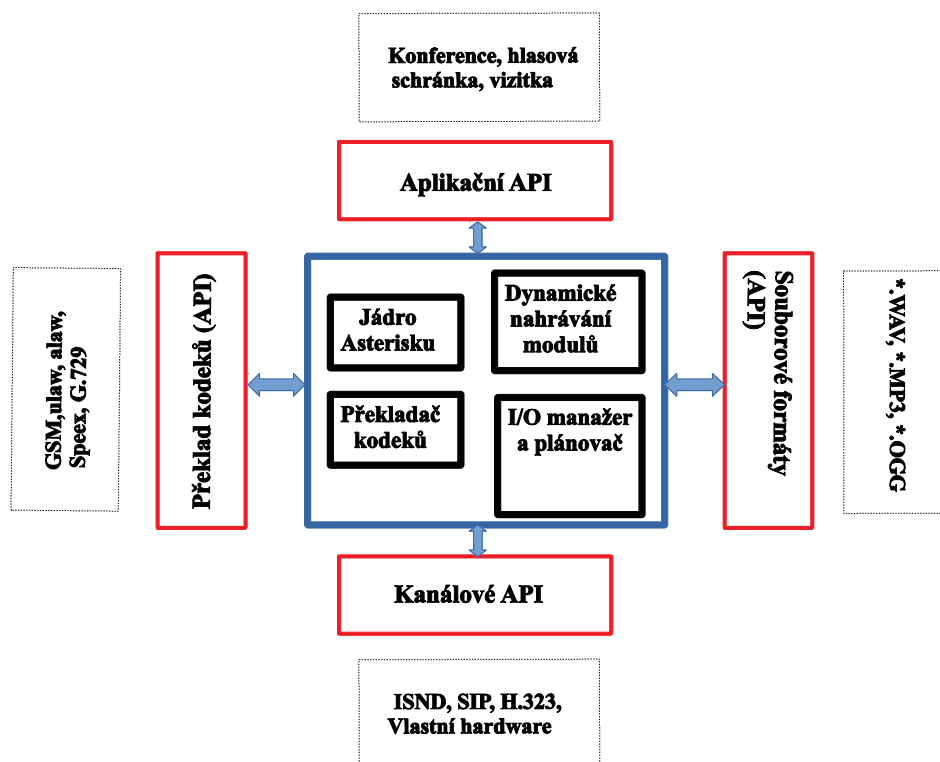 Konference, hlasová
schránka, vizitka
Aplikační API
GSM,ulaw, alaw,
Speex, G.729
Překlad kodeků (API)
Jádro
Asterisku
Dynamické
nahrávání
modulů
Překladač
kodeků
I/O manažer
a plánovač
Souborové formáty
(API)
*.WAV, *.MP3, *.OGG
Kanálové API
ISND, SIP, H.323,
Vlastní hardware